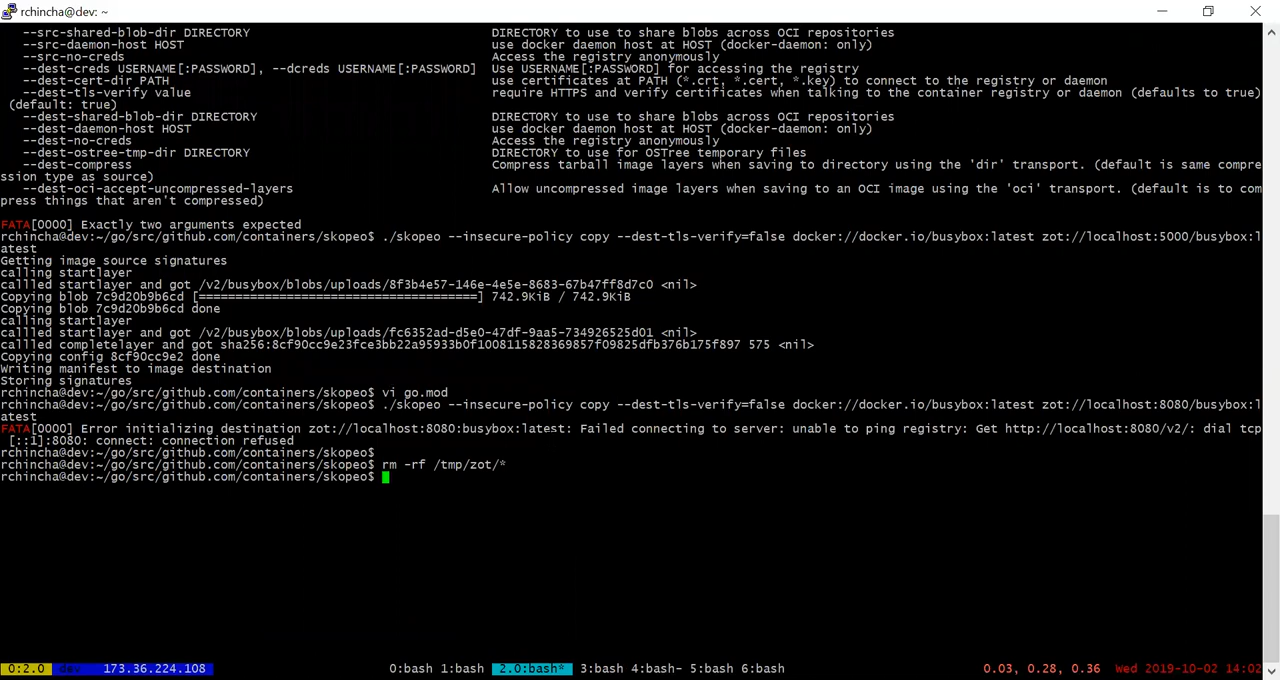 rchincha@dev: ~
--src-shared-blob-dir DIRECTORY DIRECTORY to use to share blobs across OCI repositories
--src-daemon-host HOST use docker daemon host at HOST (docker-daemon: only)
--src-no-creds Access the registry anonymously
--dest-creds USERNAME[:PASSWORD], --dcreds USERNAME[:PASSWORD] Use USERNAME[:PASSWORD] for accessing the registry
--dest-cert-dir PATH use certificates at PATH (*.crt, *.cert, *.key) to connect to the registry or daemon
--dest-tls-verify value require HTTPS and verify certificates when talking to the container registry or daemon (defaults to true)
(default: true)
--dest-shared-blob-dir DIRECTORY DIRECTORY to use to share blobs across OCI repositories
--dest-daemon-host HOST use docker daemon host at HOST (docker-daemon: only)
--dest-no-creds Access the registry anonymously
--dest-ostree-tmp-dir DIRECTORY DIRECTORY to use for OSTree temporary files
--dest-compress Compress tarball image layers when saving to directory using the 'dir' transport. (default is same compre
ssion type as source)
--dest-oci-accept-uncompressed-layers Allow uncompressed image layers when saving to an OCI image using the 'oci' transport. (default is to com
press things that aren't compressed)
FATA[0000] Exactly two arguments expected
rchincha@dev:~/go/src/github.com/containers/skopeo$ ./skopeo --insecure-policy copy --dest-tls-verify=false docker://docker.io/busybox:latest zot://localhost:5000/busybox:l
atest
Getting image source signatures
calling startlayer
callled startlayer and got /v2/busybox/blobs/uploads/8f3b4e57-146e-4e5e-8683-67b47ff8d7c0 <nil>
Copying blob 7c9d20b9b6cd [=====================================] 742.9KiB / 742.9KiB
Copying blob 7c9d20b9b6cd done
calling startlayer
callled startlayer and got /v2/busybox/blobs/uploads/fc6352ad-d5e0-47df-9aa5-734926525d01 <nil>
callled completelayer and got sha256:8cf90cc9e23fce3bb22a95933b0f1008115828369857f09825dfb376b175f897 575 <nil>
Copying config 8cf90cc9e2 done
Writing manifest to image destination
Storing signatures
rchincha@dev:~/go/src/github.com/containers/skopeo$ vi go.mod
rchincha@dev:~/go/src/github.com/containers/skopeo$ ./skopeo --insecure-policy copy --dest-tls-verify=false docker://docker.io/busybox:latest zot://localhost:8080/busybox:l
atest
FATA[0000] Error initializing destination zot://localhost:8080:busybox:latest: Failed connecting to server: unable to ping registry: Get http://localhost:8080/v2/: dial tcp
[::1]:8080: connect: connection refused
rchincha@dev:~/go/src/github.com/containers/skopeo$
rchincha@dev:~/go/src/github.com/containers/skopeo$ rm -rf /tmp/zot/*
rchincha@dev:~/go/src/github.com/containers/skopeo$
0:2.0 dev 173.36.224.108 0:bash 1:bash 2.0:bash* 3:bash 4:bash- 5:bash 6:bash 0.03, 0.28, 0.36 Wed 2019-10-02 14:02